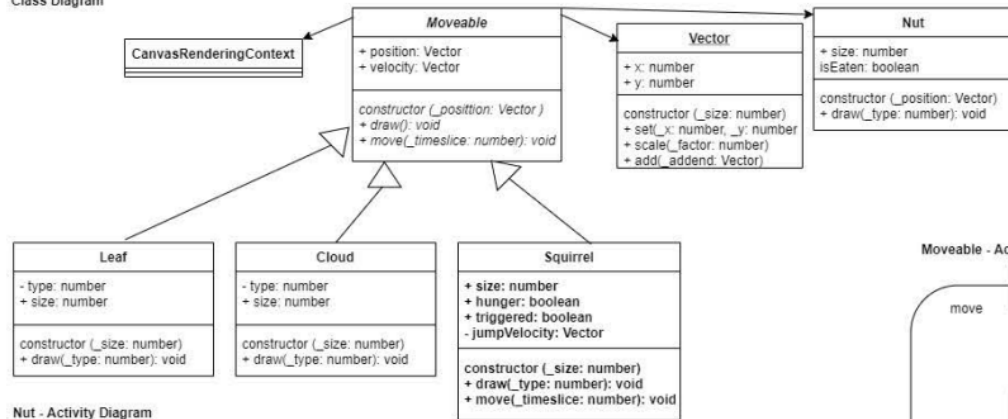 Class Diagram
CanvasRenderingContext
Moveable
+ position: Vector
+ velocity: Vector
constructor (_posittion: Vector )
+ draw(): void
+ move(_timeslice: number): void
Vector
+ x: number
+ y: number
constructor (_size: number)
+ set(_x: number, _y: number
+ scale(_factor: number)
+ add(_addend: Vector)
Nut
+ size: number
isEaten: boolean
constructor (_position: Vector)
+ draw(_type: number): void
Leaf
- type: number
+ size: number
constructor (_size: number)
+ draw(_type: number): void
Cloud
- type: number
+ size: number
constructor (_size: number)
+ draw(_type: number): void
Squirrel
+ size: number
+ hunger: boolean
+ triggered: boolean
- jumpVelocity: Vector
constructor (_size: number)
+ draw(_type: number): void
+ move(_timeslice: number): void
Moveable - Ac
move
Nut - Activity Diagram